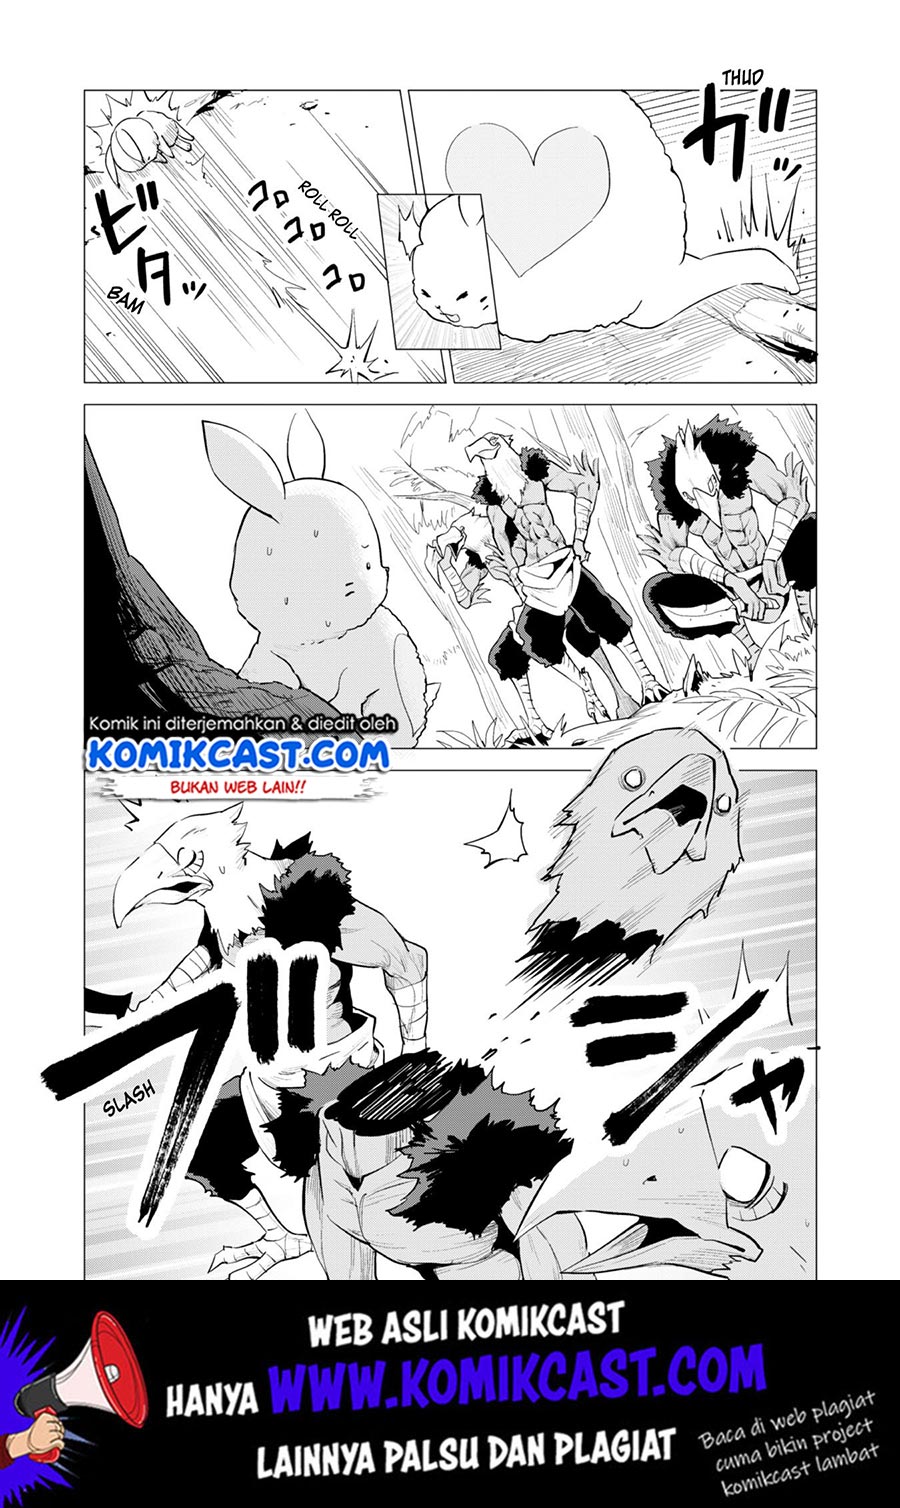 THUD
ガッ
ROLL ROLL
コロ
コロ
コロ
ビタッ
BAM
Komik ini diterjemahkan & diedit oleh
KOMIKCAST.COM
BUKAN WEB LAIN!!
ブシャ
SLASH
WEB ASLI KOMIKCAST
HANYA WWW.KOMIKCAST.COM
LAINNYA PALSU DAN PLAGIAT
Baca di web plagiat
cuma bikin project
komikcast lambat